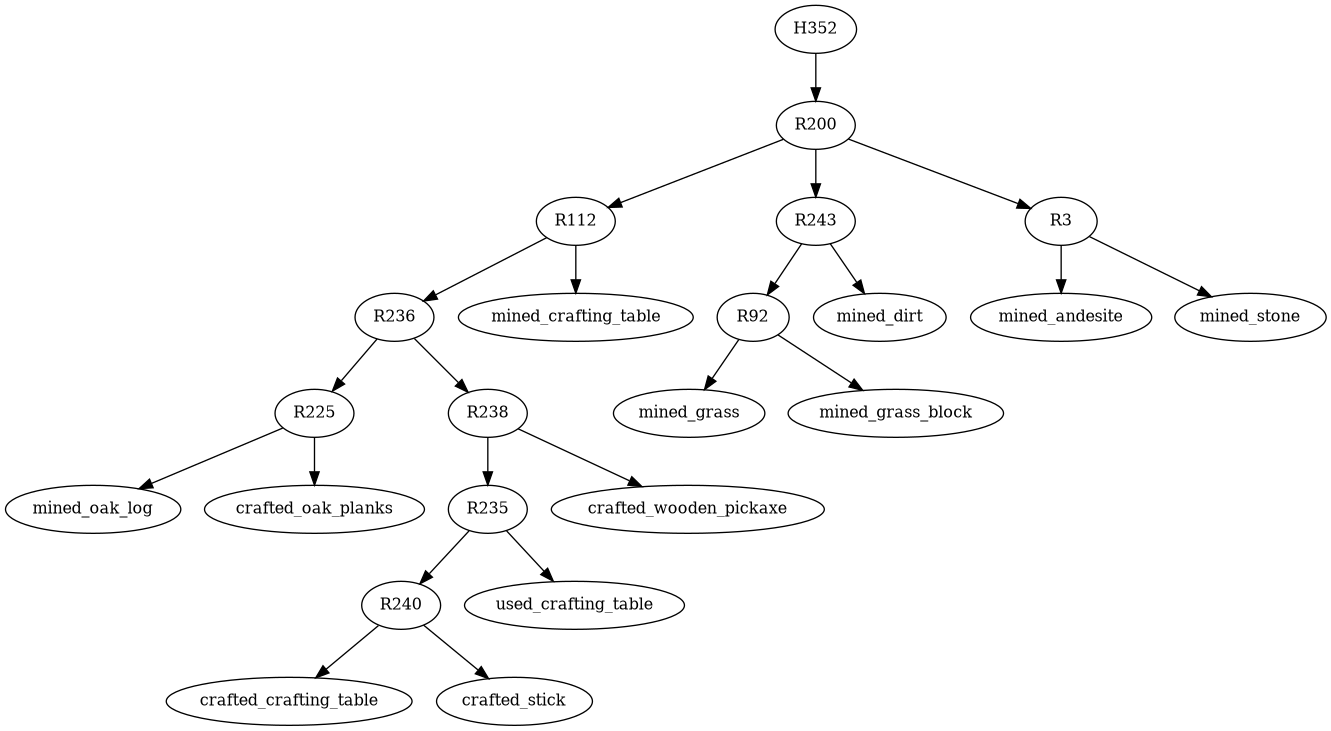 H352
R200
R112
R243
R3
R236
mined_crafting_table
R92
mined_dirt
mined_andesite
mined_stone
R225
R238
mined_grass
mined_grass_block
mined_oak_log
crafted_oak_planks
R235
crafted_wooden_pickaxe
R240
used_crafting_table
crafted_crafting_table
crafted_stick